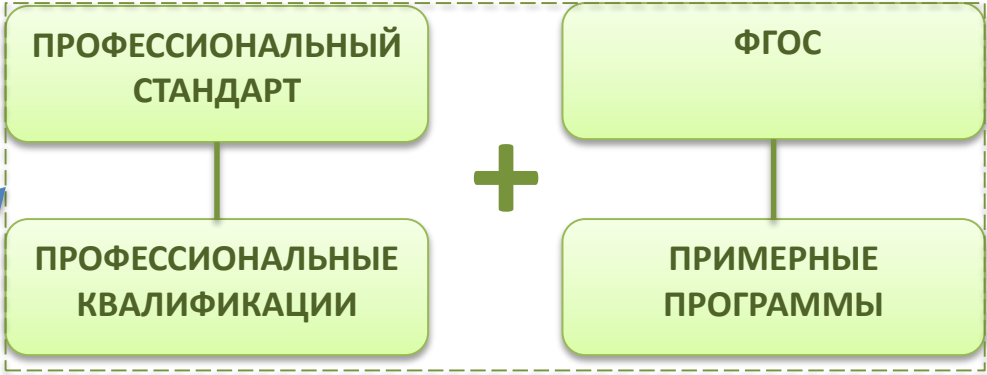 ПРОФЕССИОНАЛЬНЫЙ
СТАНДАРТ
ФГОС
+
ПРОФЕССИОНАЛЬНЫЕ
КВАЛИФИКАЦИИ
ПРИМЕРНЫЕ
ПРОГРАММЫ